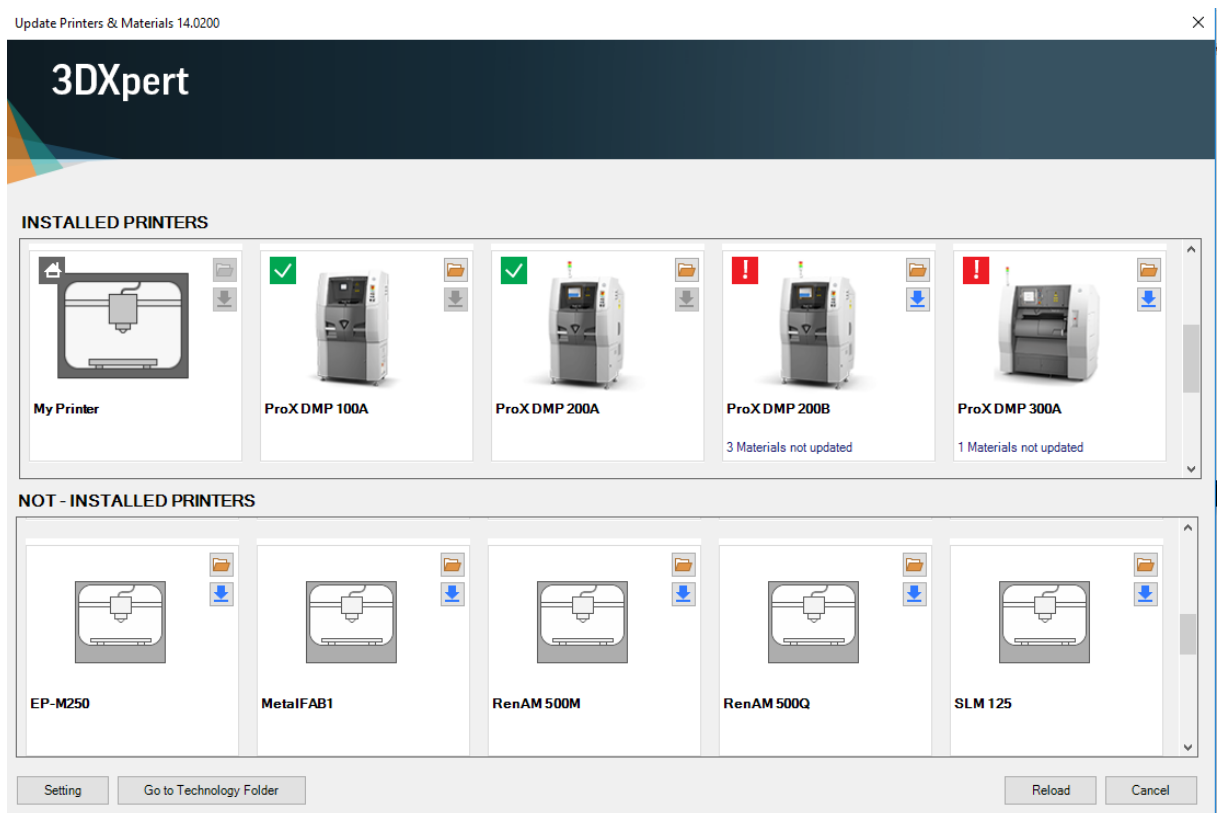 Update Printers & Materials 14.0200
3DXpert
INSTALLED PRINTERS
My Printer
ProX DMP 100A
ProX DMP 200A
ProX DMP 200B
ProX DMP 300A
3 Materials not updated
1 Materials not updated
NOT - INSTALLED PRINTERS
EP-M250
MetalFAB1
RenAM 500M
RenAM 500Q
SLM 125
Setting
Go to Technology Folder
Reload
Cancel